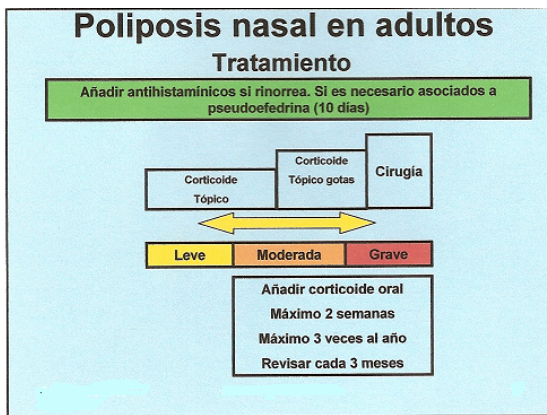 Poliposis nasal en adultos
Tratamiento
Añadir antihistamínicos si rinorrea. Si es necesario asociados a
pseudoefedrina (10 días)
Corticoide
Tópico
Corticoide
Tópico gotas
Cirugía
Leve
Moderada
Grave
Añadir corticoide oral
Máximo 2 semanas
Máximo 3 veces al año
Revisar cada 3 meses